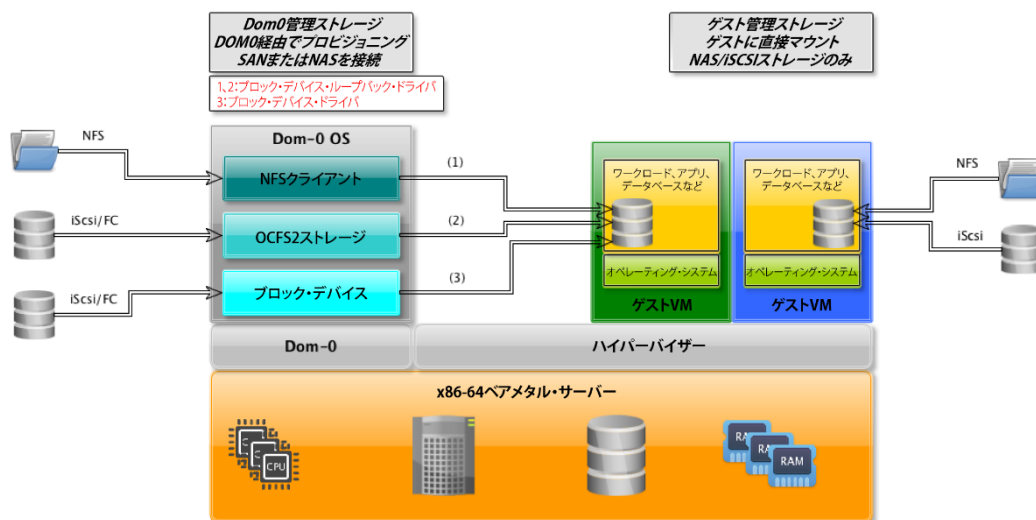 Dom0管理ストレージ
DOM0経由でプロビジョニング
SANまたはNASを接続
ゲスト管理ストレージ
ゲストに直接マウント
NAS/iSCSIストレージのみ
1、2:ブロック・デバイス・ループバック・ドライバ
3:ブロック・デバイス・ドライバ
NFS
Dom-0 OS
NFSクライアント
(1)
iScsi/FC
OCFS2ストレージ
(2)
iScsi/FC
ブロック・デバイス
(3)
ワークロード、アプリ、
データベースなど
オペレーティング・システム
ゲストVM
ワークロード、アプリ、
データベースなど
オペレーティング・システム
ゲストVM
NFS
iScsi
Dom-0
ハイパーバイザー
x86-64ベアメタル・サーバー
CPU
RAM